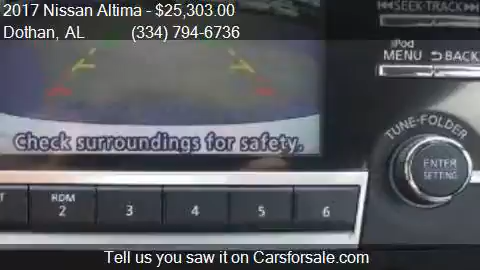 2017 Nissan Altima - $25,303.00
Dothan, AL (334) 794-6736
SEEK·TRACK
iPod
MENU BACK
TUNE·FOLDER
ENTER
SETTING
Check surroundings for safety.
RDM
2 3 4 5 6
Tell us you saw it on Carsforsale.com